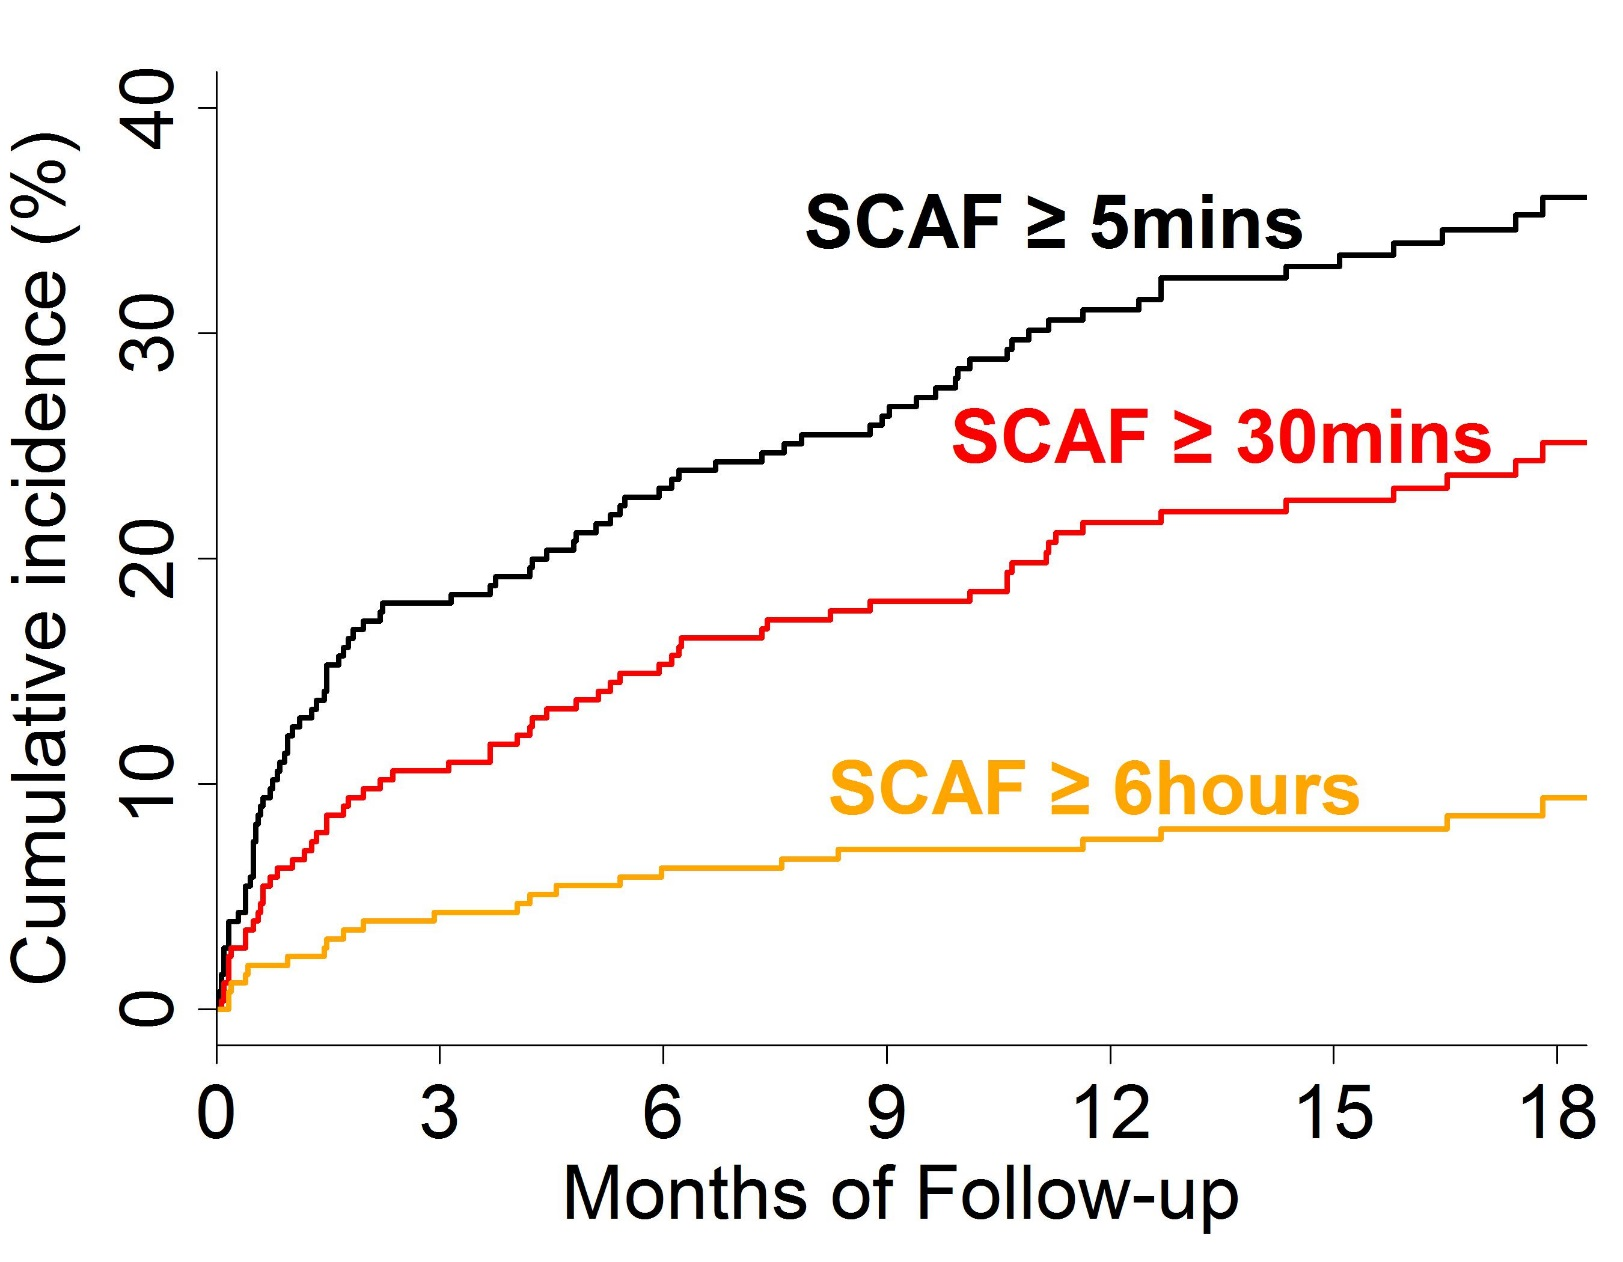 Cumulative incidence (%)
40
30
20
10
0
SCAF ≥ 5mins
SCAF ≥ 30mins
SCAF ≥ 6hours
0 3 6 9 12 15 18
Months of Follow-up